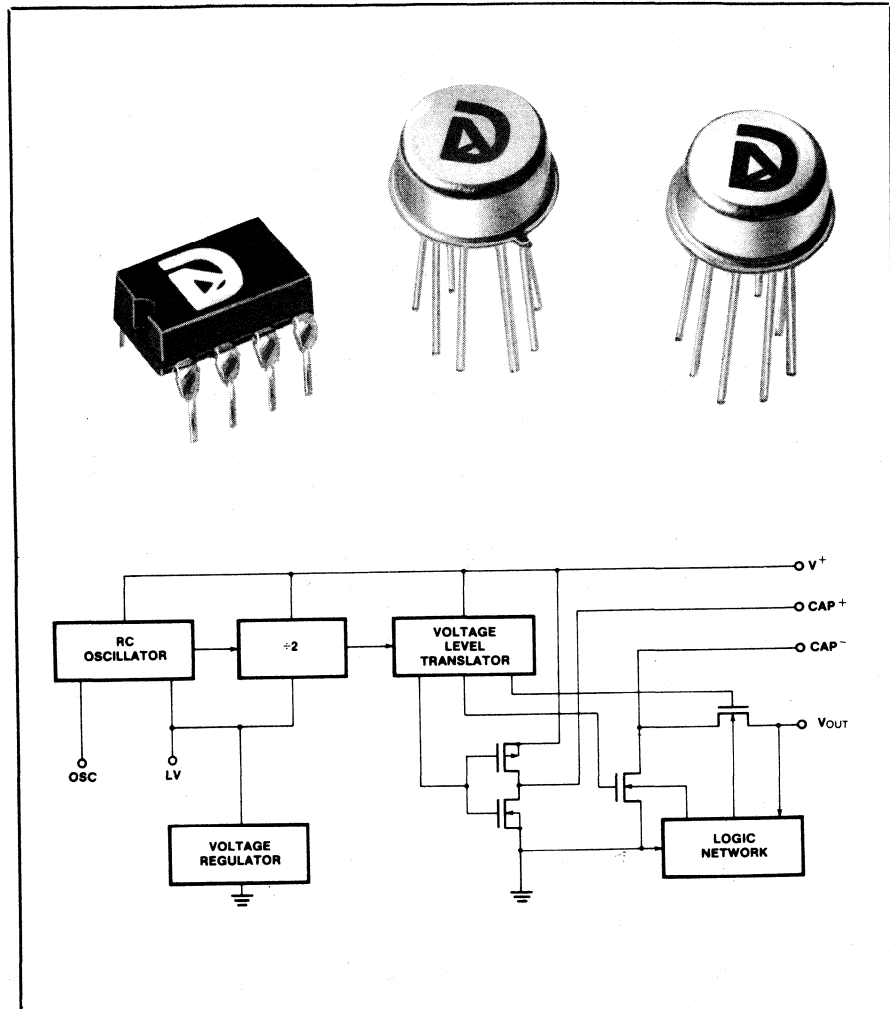 V+
CAP+
RC
OSCILLATOR
÷2
VOLTAGE
LEVEL
TRANSLATOR
CAP-
VOUT
OSC
LV
VOLTAGE
REGULATOR
LOGIC
NETWORK